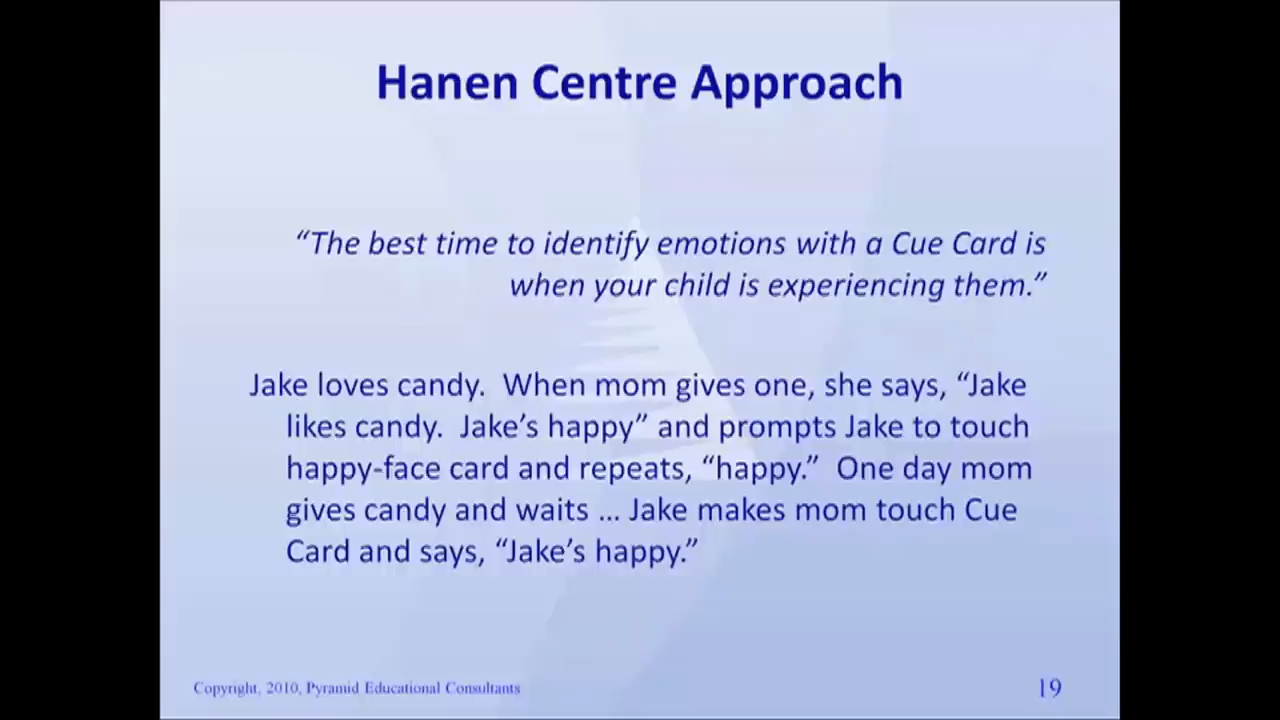 Hanen Centre Approach
“The best time to identify emotions with a Cue Card is
when your child is experiencing them.”
Jake loves candy.  When mom gives one, she says, “Jake
likes candy.  Jake’s happy” and prompts Jake to touch
happy-face card and repeats, “happy.”  One day mom
gives candy and waits … Jake makes mom touch Cue
Card and says, “Jake’s happy.”
Copyright, 2010, Pyramid Educational Consultants
19